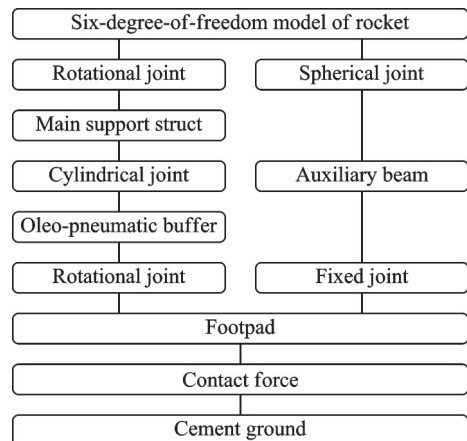 Six-degree-of-freedom model of rocket
Rotational joint
Spherical joint
Main support struct
Cylindrical joint
Auxiliary beam
Oleo-pneumatic buffer
Rotational joint
Fixed joint
Footpad
Contact force
Cement ground